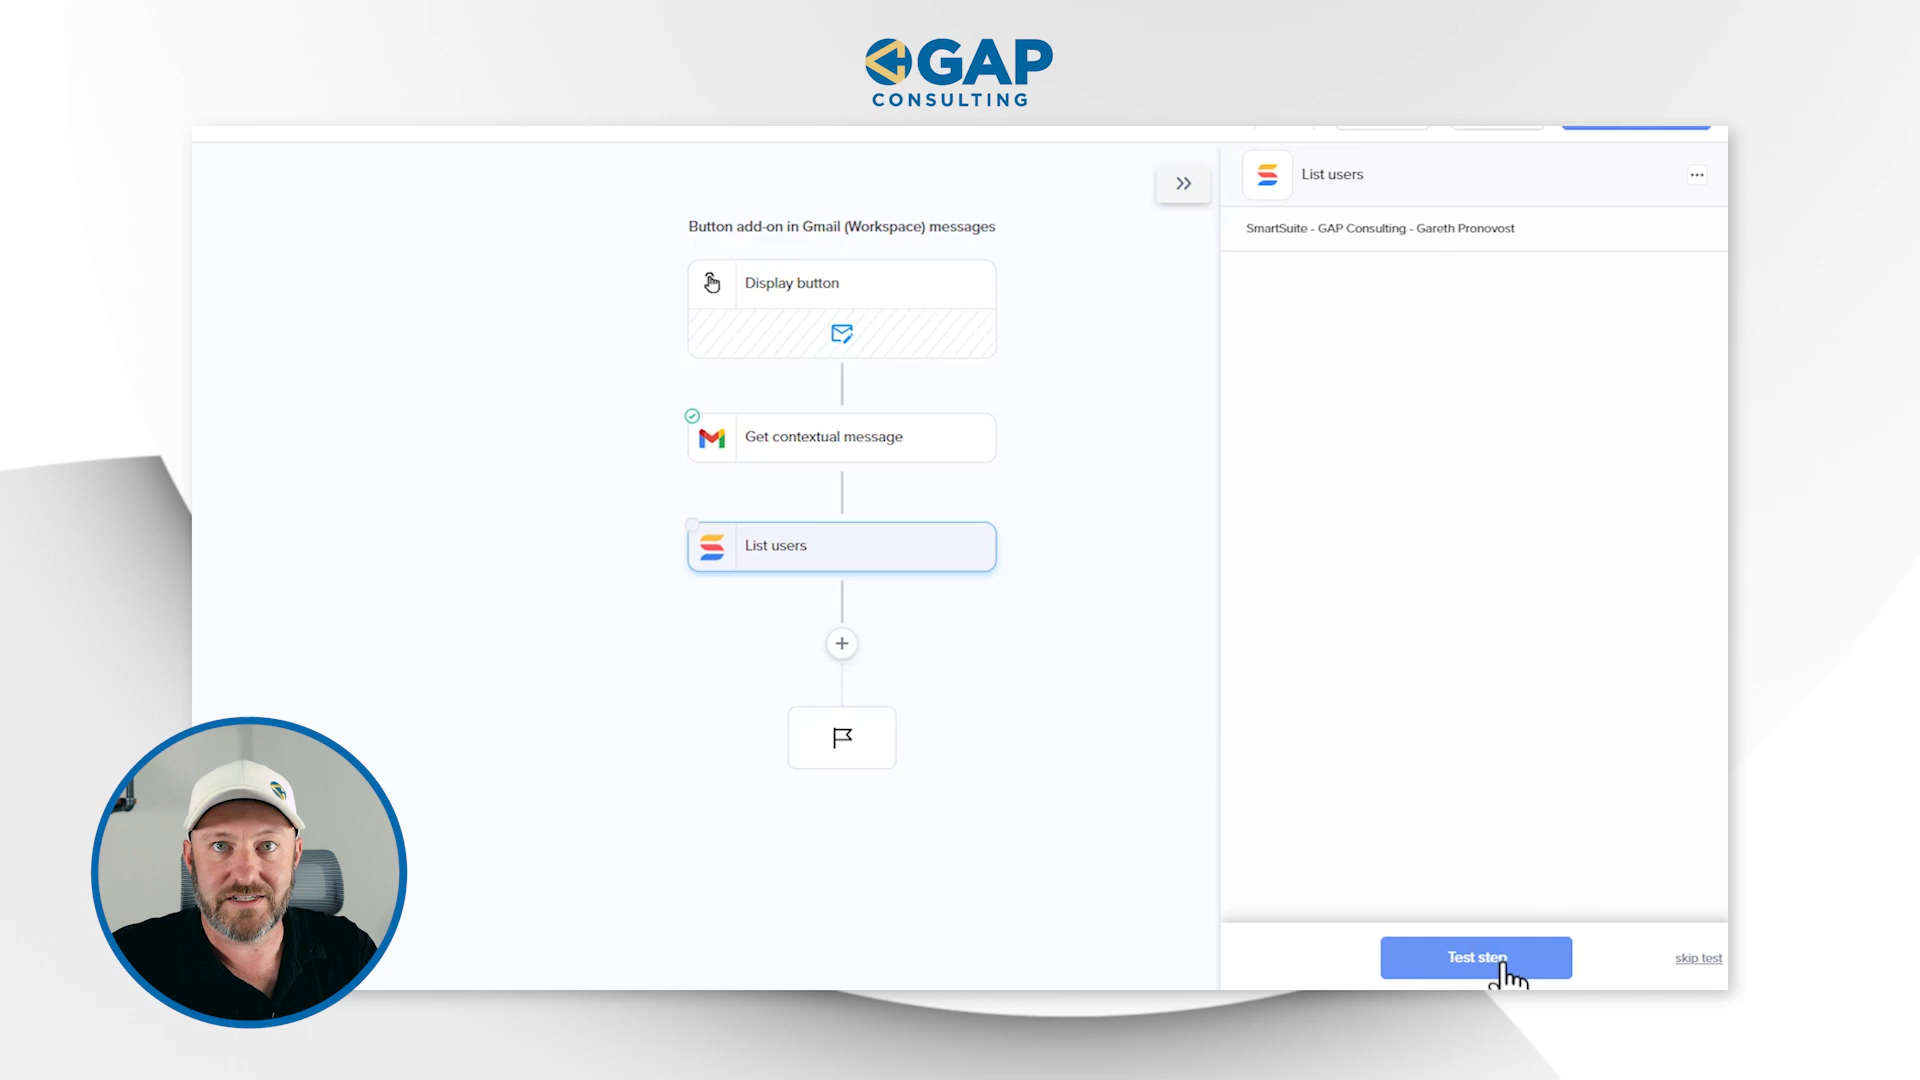 GAP
CONSULTING
List users
SmartSuite - GAP Consulting - Gareth Pronovost
Button add-on in Gmail (Workspace) messages
Display button
Get contextual message
List users
Test step
skip test